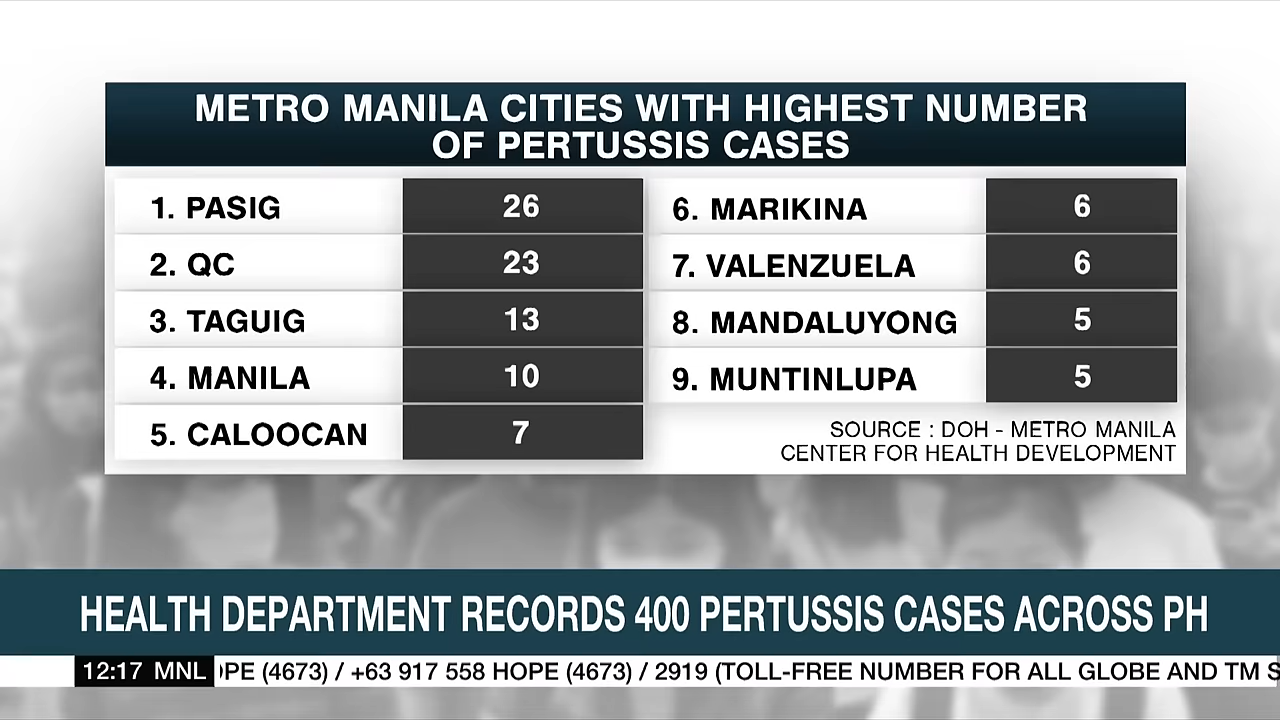 METRO MANILA CITIES WITH HIGHEST NUMBER
OF PERTUSSIS CASES
1. PASIG 26
2. QC 23
3. TAGUIG 13
4. MANILA 10
5. CALOOCAN 7
6. MARIKINA 6
7. VALENZUELA 6
8. MANDALUYONG 5
9. MUNTINLUPA 5
SOURCE : DOH - METRO MANILA
CENTER FOR HEALTH DEVELOPMENT
HEALTH DEPARTMENT RECORDS 400 PERTUSSIS CASES ACROSS PH
12:17 MNL OPE (4673) / +63 917 558 HOPE (4673) / 2919 (TOLL-FREE NUMBER FOR ALL GLOBE AND TM S